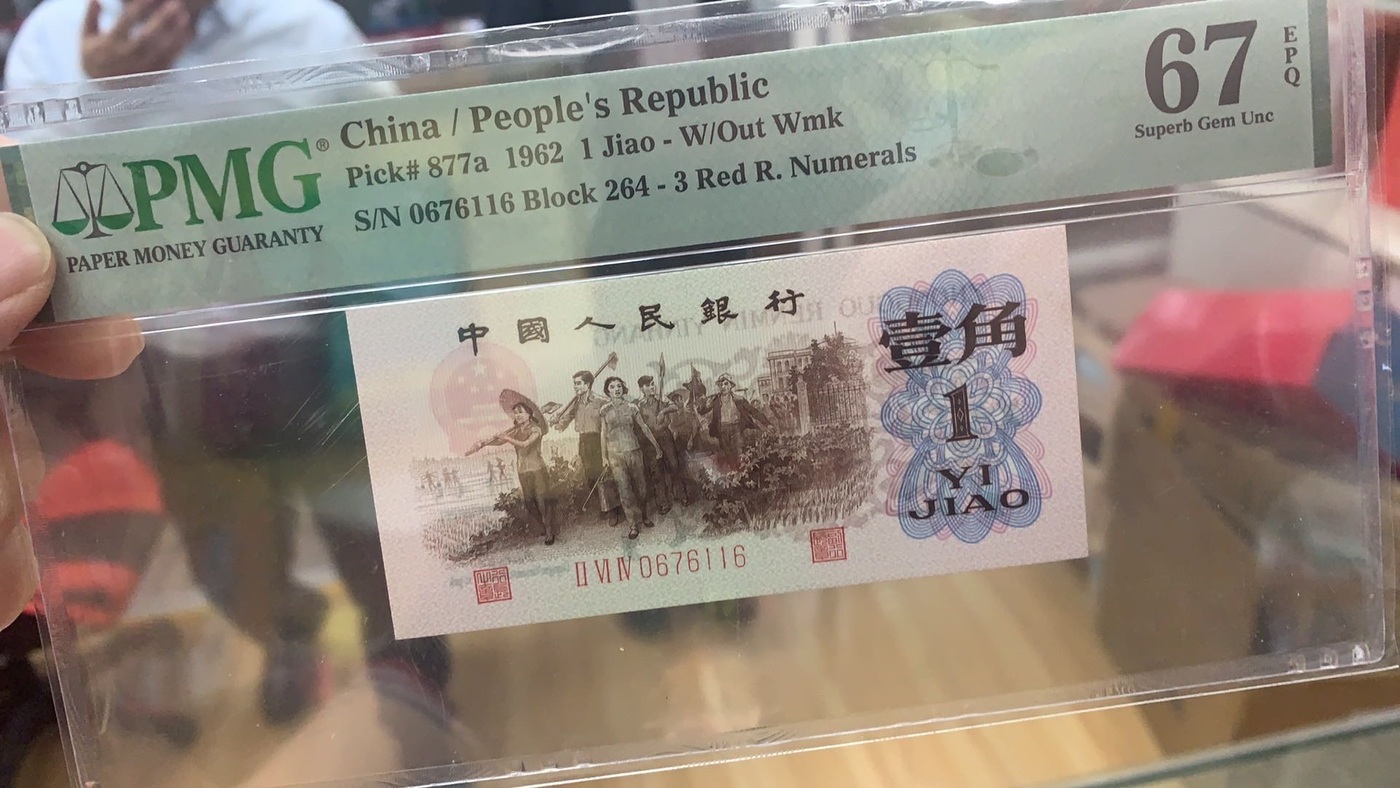 PMG®
PAPER MONEY GUARANTY
China / People's Republic
Pick# 877a 1962 1 Jiao - W/Out Wmk
S/N 0676116 Block 264 - 3 Red R. Numerals
67
EPQ
Superb Gem Unc
中國人民銀行
壹角
1
YI
JIAO
II VI IV 0676116